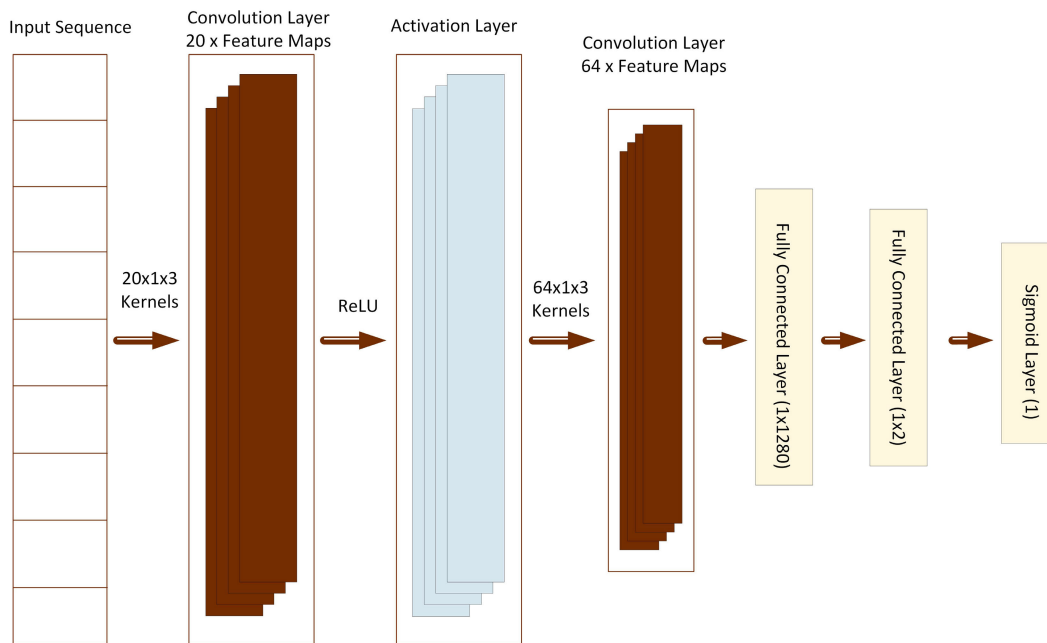 Input Sequence
Convolution Layer
20 x Feature Maps
Activation Layer
Convolution Layer
64 x Feature Maps
20x1x3
Kernels
ReLU
64x1x3
Kernels
Fully Connected Layer (1x1280)
Fully Connected Layer (1x2)
Sigmoid Layer (1)